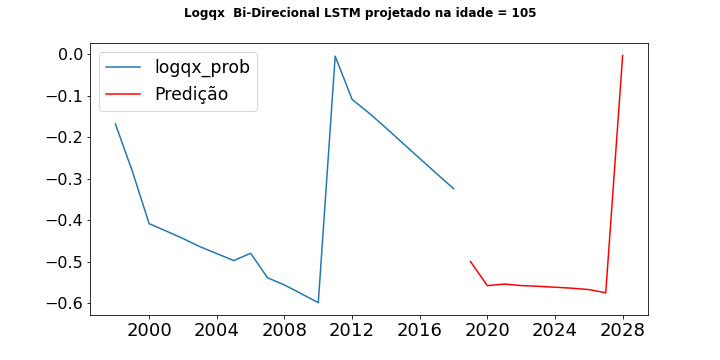 Logqx  Bi-Direcional LSTM projetado na idade = 105
logqx_prob
Predição
0.0
−0.1
−0.2
−0.3
−0.4
−0.5
−0.6
2000 2004 2008 2012 2016 2020 2024 2028